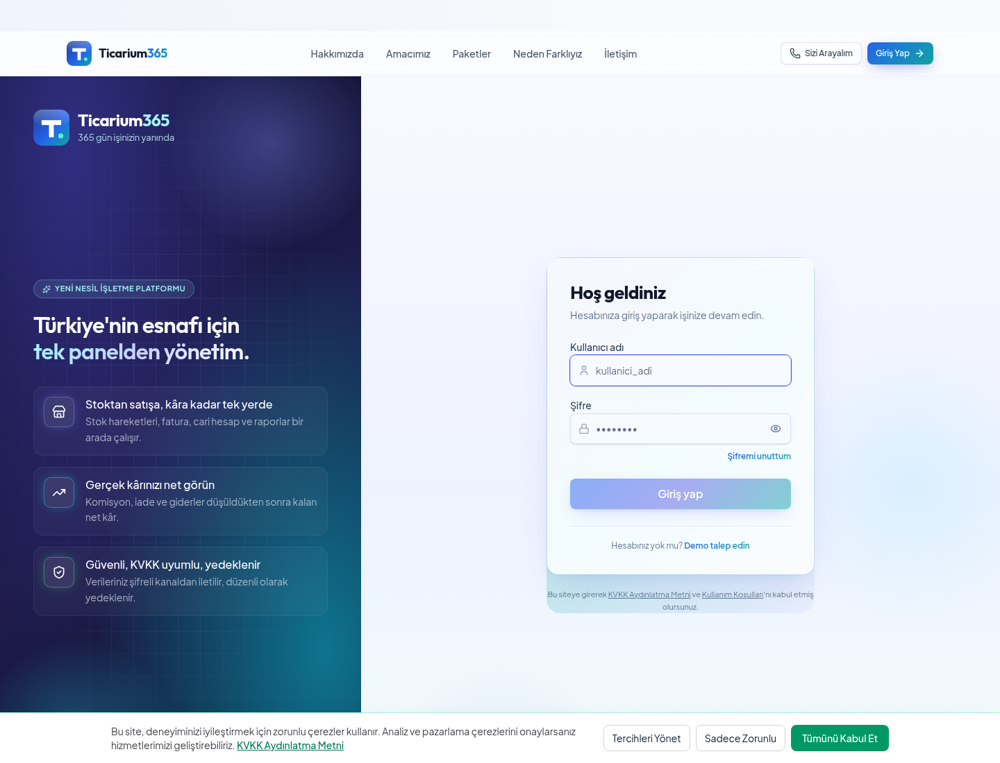 Ticarium365
Hakkımızda
Amacımız
Paketler
Neden Farklıyız
İletişim
Sizi Arayalım
Giriş Yap
Ticarium365
365 gün işinizin yanında
YENİ NESİL İŞLETME PLATFORMU
Türkiye'nin esnafı için
tek panelden yönetim.
Stoktan satışa, kâra kadar tek yerde
Stok hareketleri, fatura, cari hesap ve raporlar bir
arada çalışır.
Gerçek kârınızı net görün
Komisyon, iade ve giderler düşüldükten sonra kalan
net kâr.
Güvenli, KVKK uyumlu, yedeklenir
Verileriniz şifreli kanaldan iletilir, düzenli olarak
yedeklenir.
Hoş geldiniz
Hesabınıza giriş yaparak işinize devam edin.
Kullanıcı adı
kullanici_adi
Şifre
••••••••
Şifremi unuttum
Giriş yap
Hesabınız yok mu? Demo talep edin
Bu siteye girerek KVKK Aydınlatma Metni ve Kullanım Koşulları'nı kabul etmiş
olursunuz.
Bu site, deneyiminizi iyileştirmek için zorunlu çerezler kullanır. Analiz ve pazarlama çerezlerini onaylarsanız
hizmetlerimizi geliştirebiliriz. KVKK Aydınlatma Metni
Tercihleri Yönet
Sadece Zorunlu
Tümünü Kabul Et